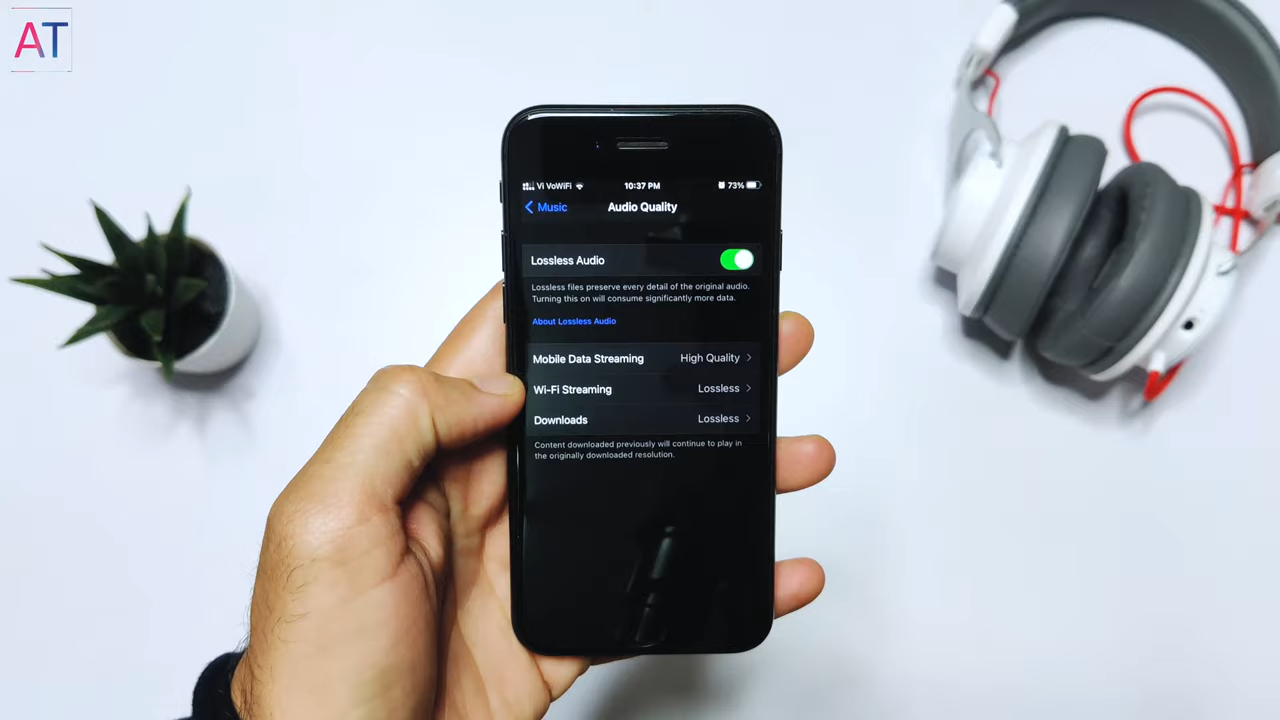 AT
Vi VoWiFi 10:37 PM 73%
Music Audio Quality
Lossless Audio
Lossless files preserve every detail of the original audio.
Turning this on will consume significantly more data.
About Lossless Audio
Mobile Data Streaming High Quality
Wi-Fi Streaming Lossless
Downloads Lossless
Content downloaded previously will continue to play in
the originally downloaded resolution.